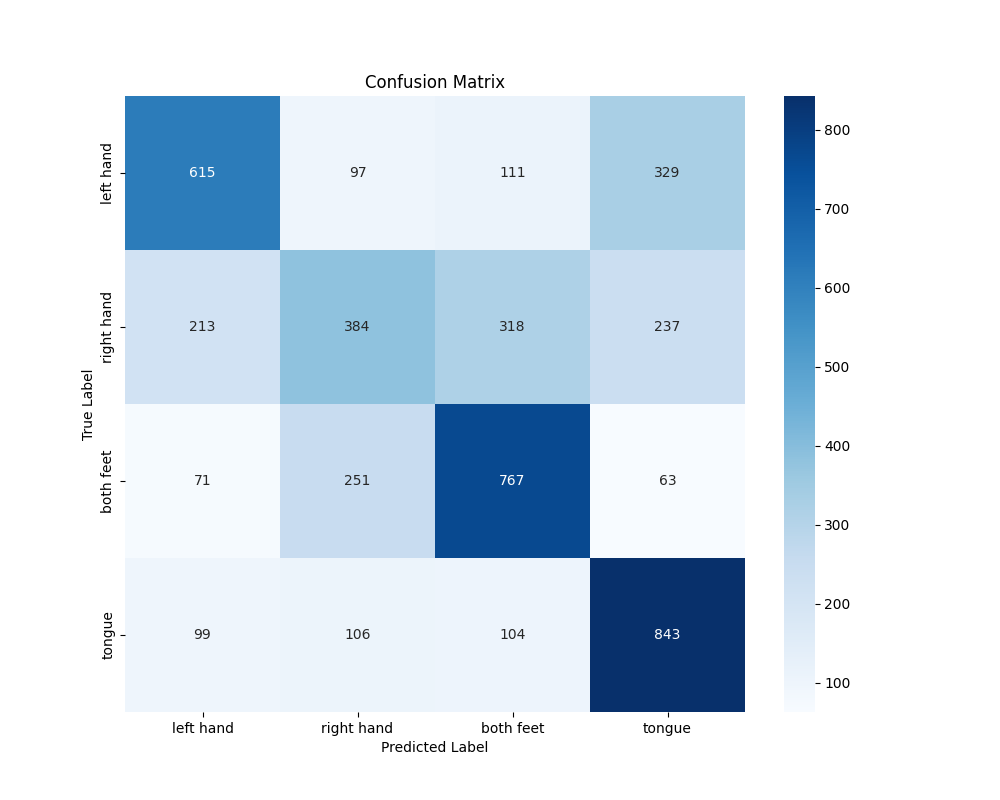 Confusion Matrix
True Label
left hand
615 97 111 329
right hand
213 384 318 237
both feet
71 251 767 63
tongue
99 106 104 843
left hand right hand both feet tongue
Predicted Label
800
700
600
500
400
300
200
100